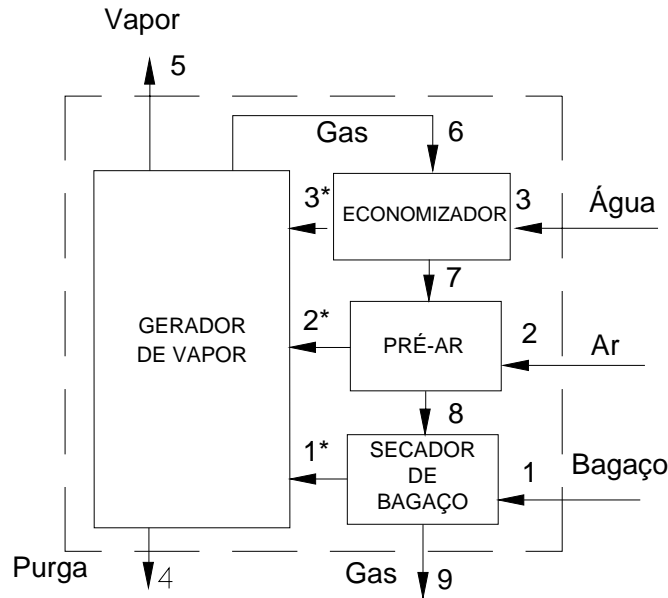 Vapor
5
Gas
6
3*
ECONOMIZADOR
3
Água
7
GERADOR
DE VAPOR
2*
PRÉ-AR
2
Ar
8
1*
SECADOR
DE
BAGAÇO
1
Bagaço
Purga
4
Gas
9